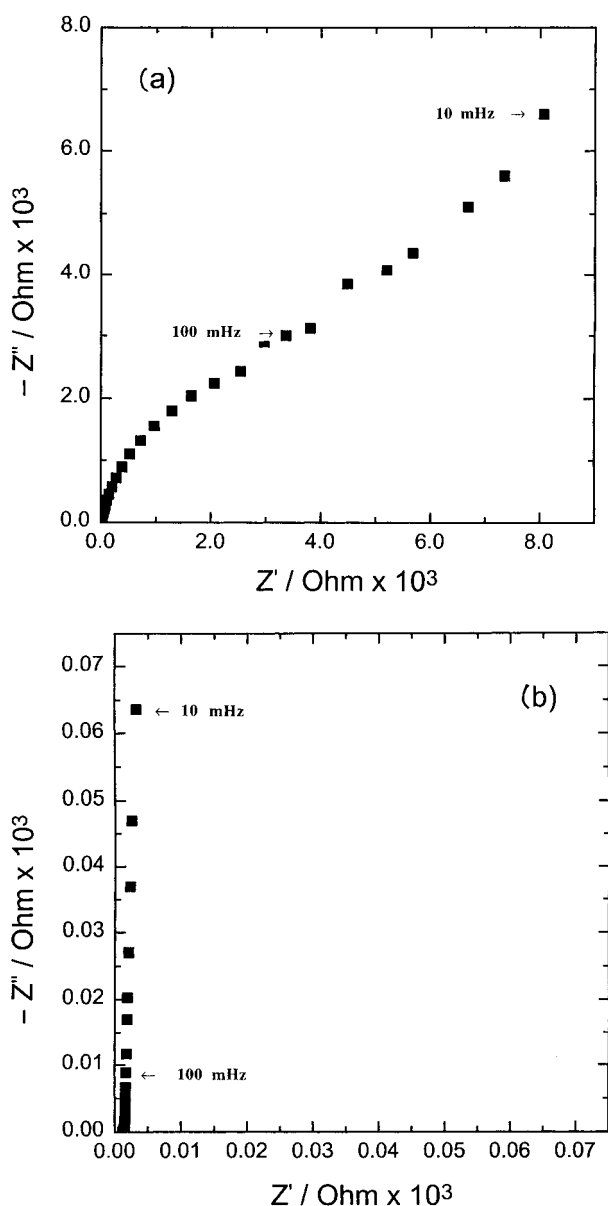 8.0
(a)
10 mHz →
6.0
4.0
100 mHz →
2.0
0.0
0.0 2.0 4.0 6.0 8.0
– Z" / Ohm x 10³
Z' / Ohm x 10³
0.07
(b)
← 10 mHz
0.06
0.05
0.04
0.03
0.02
0.01
← 100 mHz
0.00
0.00 0.01 0.02 0.03 0.04 0.05 0.06 0.07
– Z" / Ohm x 10³
Z' / Ohm x 10³